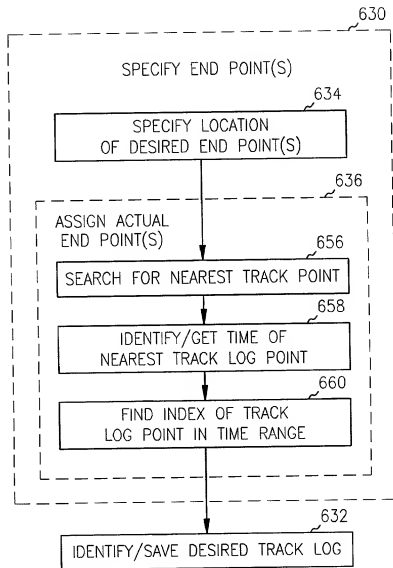 630
SPECIFY END POINT(S)
634
SPECIFY LOCATION
OF DESIRED END POINT(S)
636
ASSIGN ACTUAL
END POINT(S)
656
SEARCH FOR NEAREST TRACK POINT
658
IDENTIFY/GET TIME OF
NEAREST TRACK LOG POINT
660
FIND INDEX OF TRACK
LOG POINT IN TIME RANGE
632
IDENTIFY/SAVE DESIRED TRACK LOG